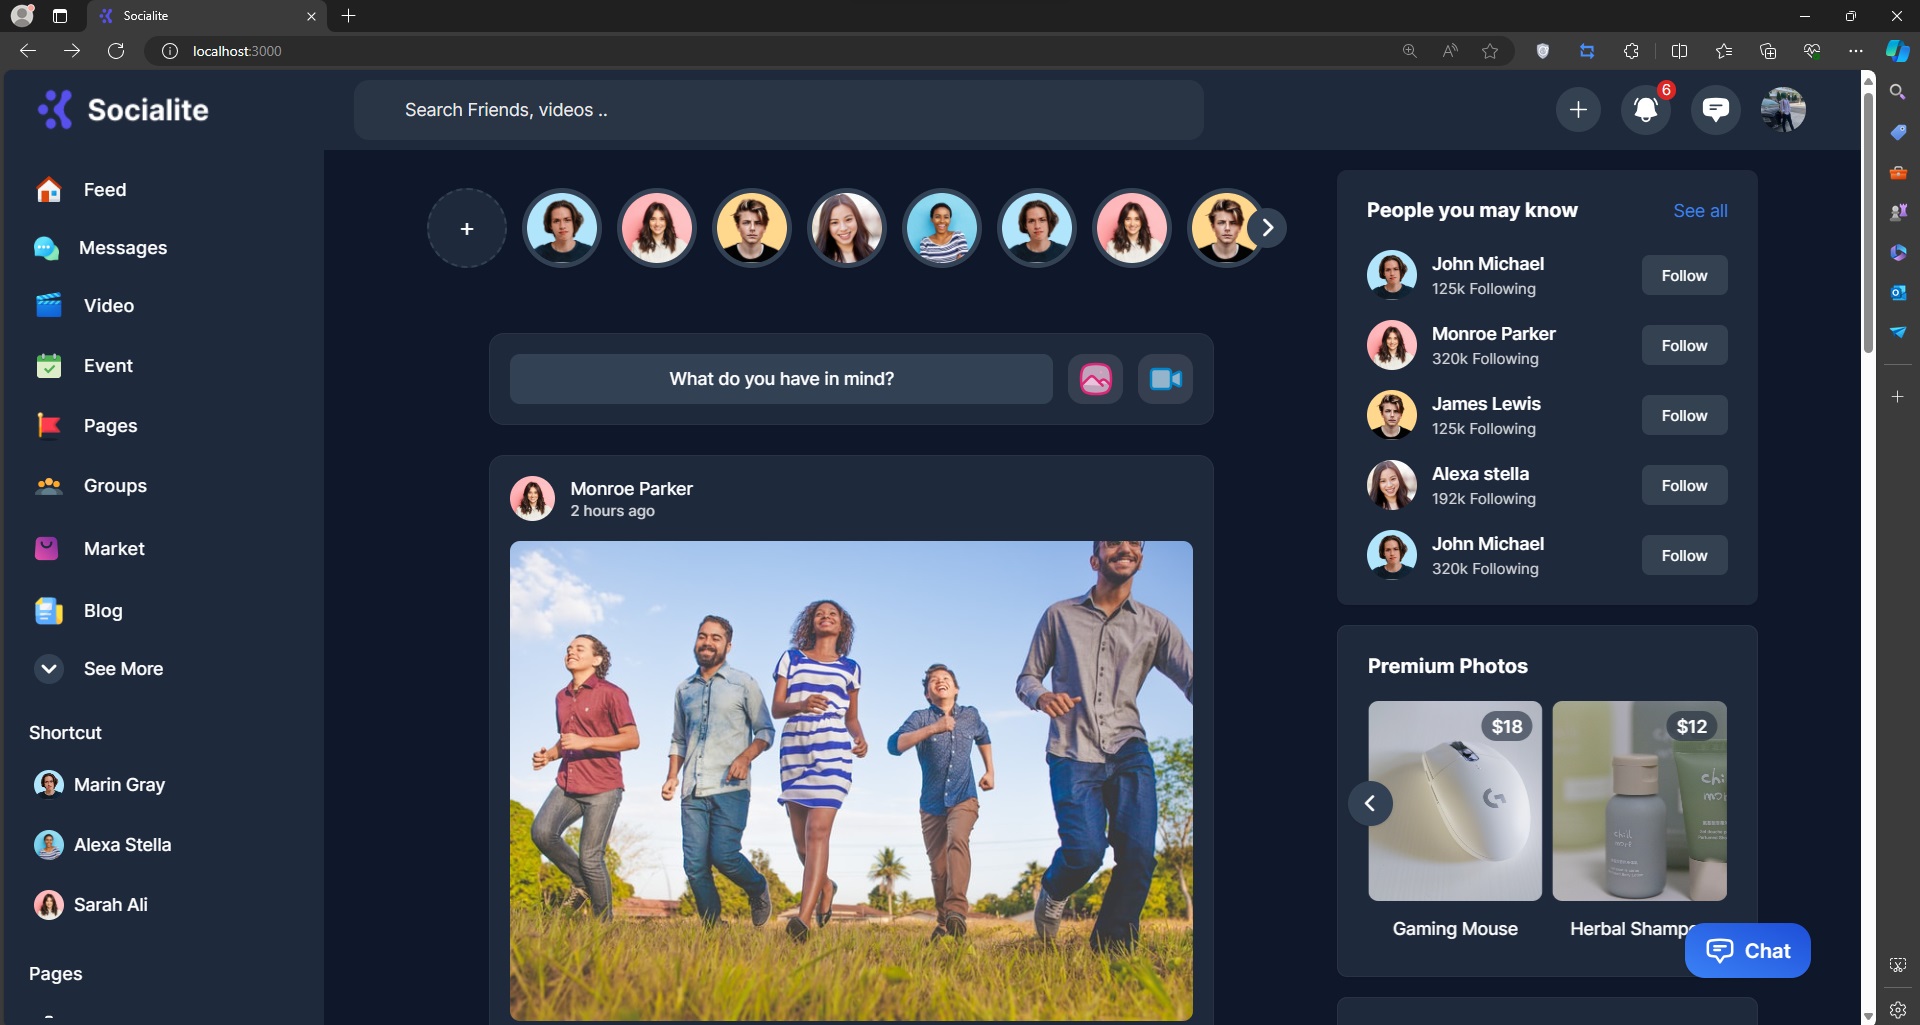 Socialite
localhost:3000
Socialite
Search Friends, videos ..
6
Feed
Messages
Video
Event
Pages
Groups
Market
Blog
See More
Shortcut
Marin Gray
Alexa Stella
Sarah Ali
Pages
+
What do you have in mind?
Monroe Parker
2 hours ago
People you may know
See all
John Michael
125k Following
Follow
Monroe Parker
320k Following
Follow
James Lewis
125k Following
Follow
Alexa stella
192k Following
Follow
John Michael
320k Following
Follow
Premium Photos
$18
$12
Gaming Mouse
Herbal Shamp
Chat